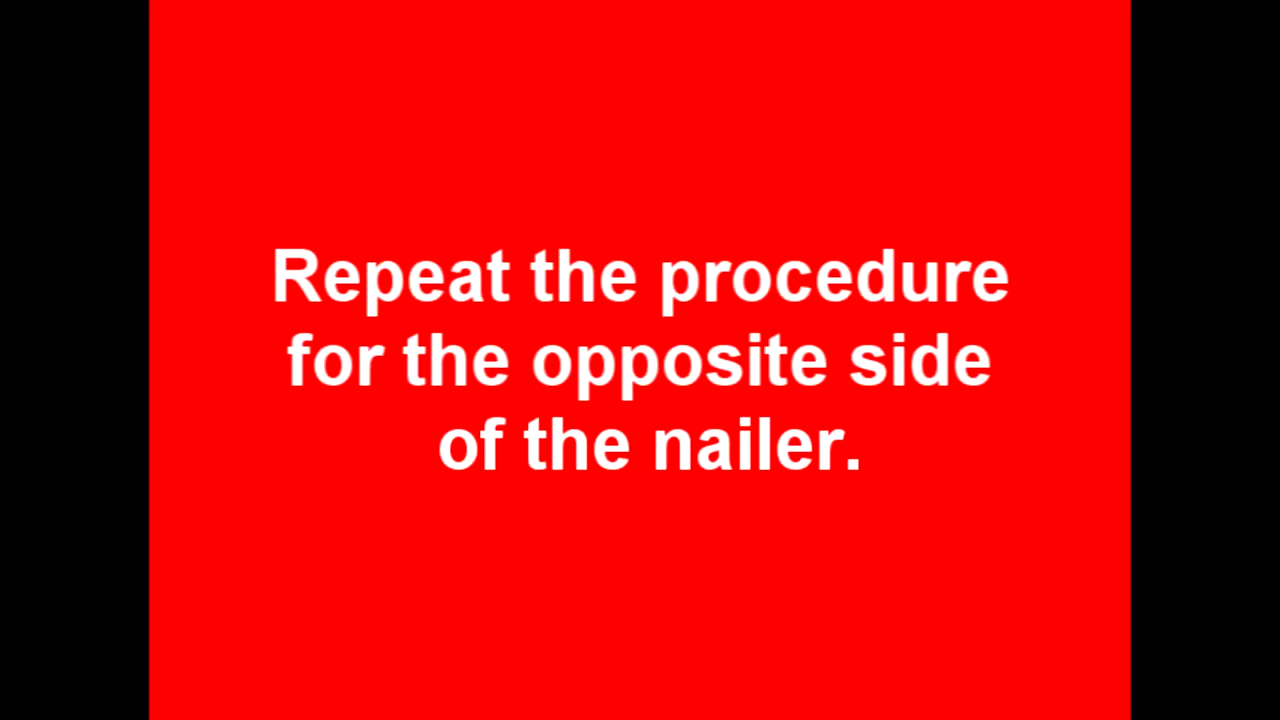 Repeat the procedure
for the opposite side
of the nailer.